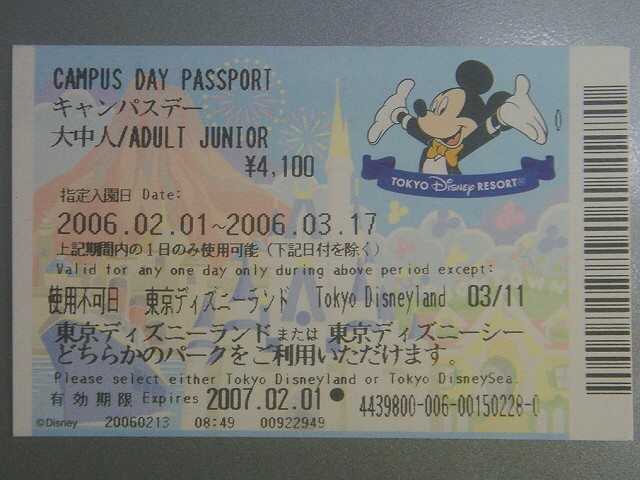 CAMPUS DAY PASSPORT
キャンパスデー
大中人/ADULT JUNIOR
¥4,100
TOKYO Disney RESORT®
指定入園日 Date:
2006.02.01~2006.03.17
上記期間内の1日のみ使用可能(下記日付を除く)
Valid for any one day only during above period except:
使用不可日 東京ディズニーランド Tokyo Disneyland 03/11
東京ディズニーランドまたは 東京ディズニーシー
どちらかのパークをご利用いただけます。
Please select either Tokyo Disneyland or Tokyo DisneySea.
有効期限 Expires 2007.02.01 ● 4439800-006-00150228-0
©Disney 20060213 08:49 00922949